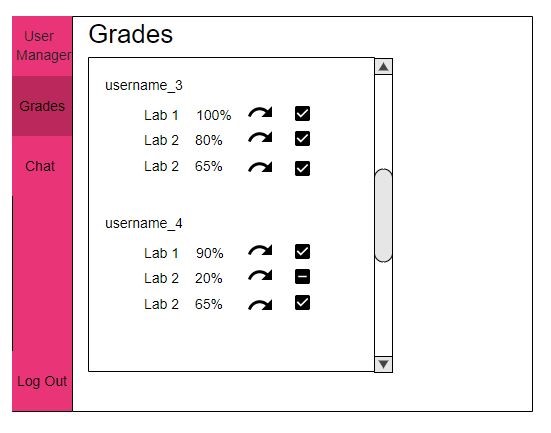 User
Manager
Grades
Chat
Log Out
Grades
username_3
Lab 1 100%
Lab 2 80%
Lab 2 65%
username_4
Lab 1 90%
Lab 2 20%
Lab 2 65%